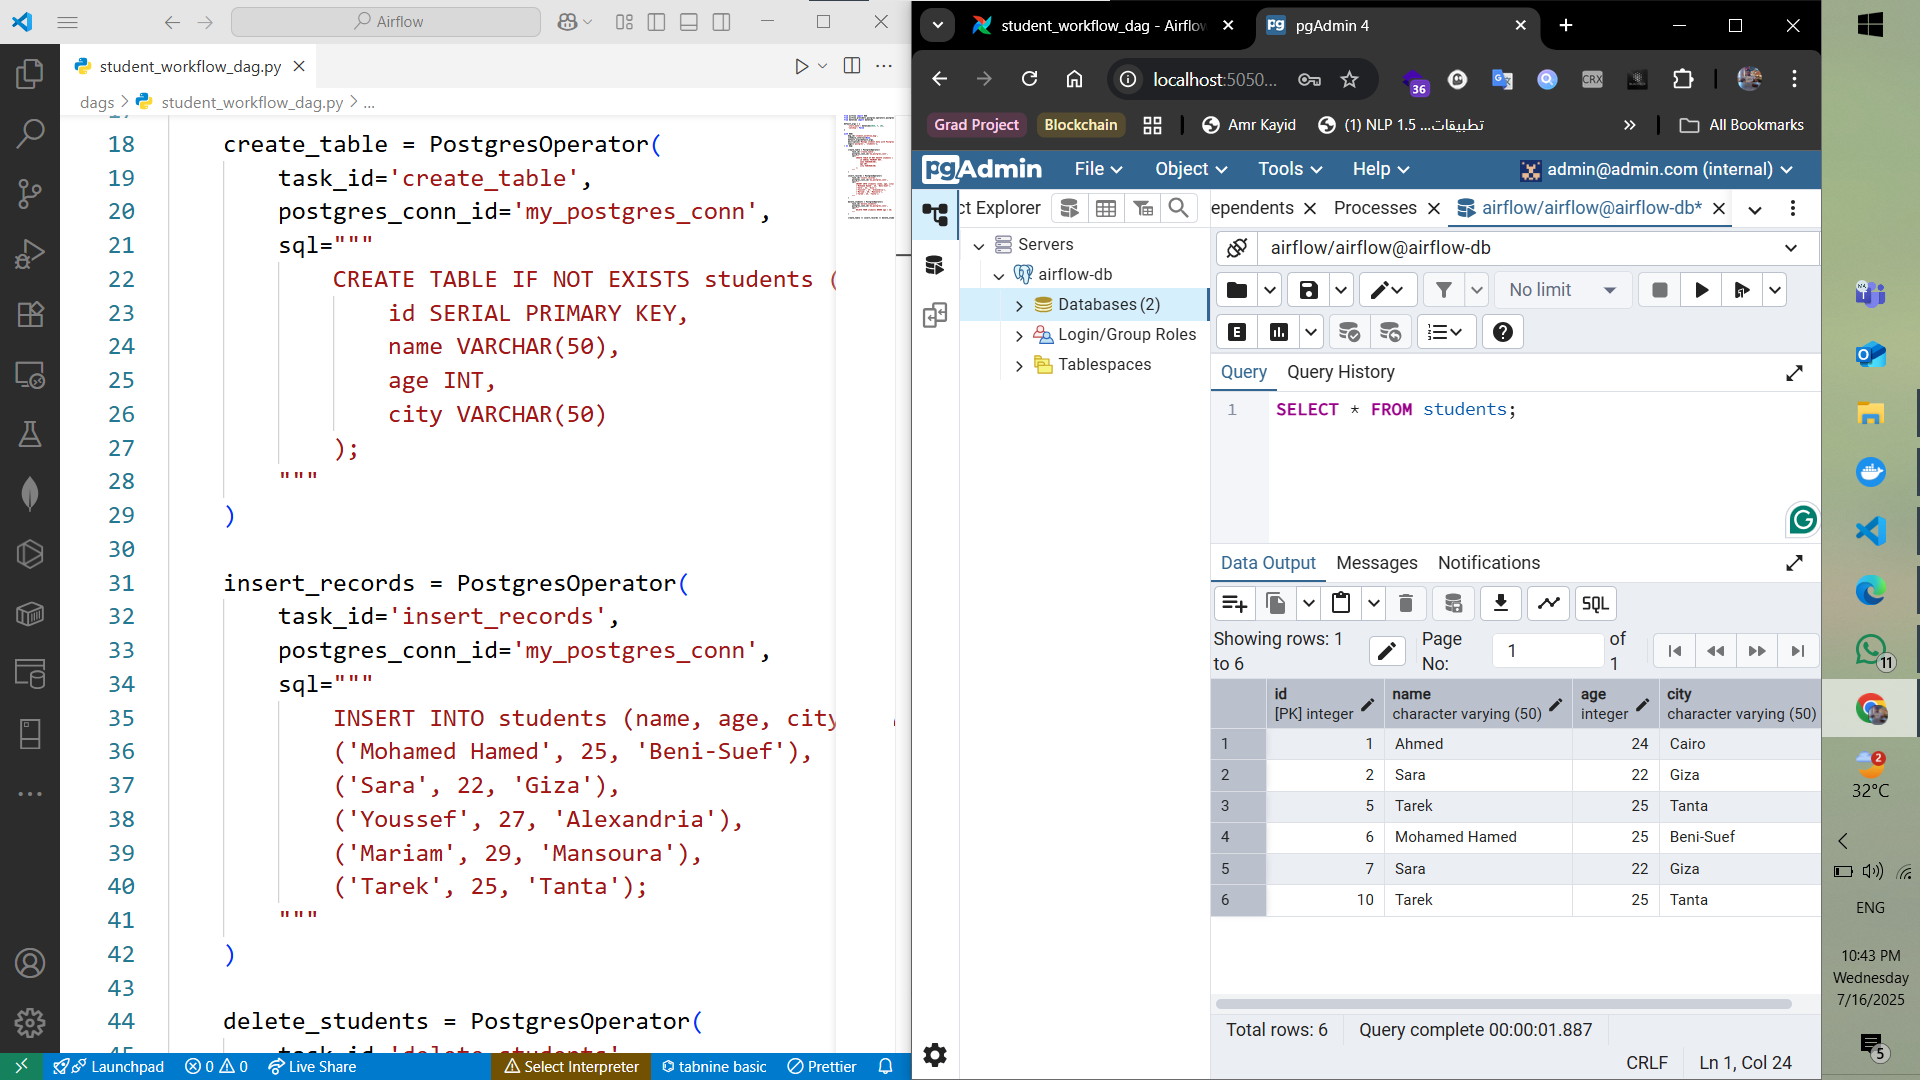 Airflow
student_workflow_dag.py
dags > student_workflow_dag.py > ...
18 create_table = PostgresOperator(
19 task_id='create_table',
20 postgres_conn_id='my_postgres_conn',
21 sql="""
22 CREATE TABLE IF NOT EXISTS students (
23 id SERIAL PRIMARY KEY,
24 name VARCHAR(50),
25 age INT,
26 city VARCHAR(50)
27 );
28 """
29 )
30
31 insert_records = PostgresOperator(
32 task_id='insert_records',
33 postgres_conn_id='my_postgres_conn',
34 sql="""
35 INSERT INTO students (name, age, city
36 ('Mohamed Hamed', 25, 'Beni-Suef'),
37 ('Sara', 22, 'Giza'),
38 ('Youssef', 27, 'Alexandria'),
39 ('Mariam', 29, 'Mansoura'),
40 ('Tarek', 25, 'Tanta');
41 """
42 )
43
44 delete_students = PostgresOperator(
Launchpad 0 0 Live Share Select Interpreter tabnine basic Prettier
student_workflow_dag - Airflow
pgAdmin 4
localhost:5050...
36
CRX
Grad Project Blockchain Amr Kayid (1) NLP 1.5 ...تطبيقات » All Bookmarks
pgAdmin File Object Tools Help admin@admin.com (internal)
ct Explorer
ependents Processes airflow/airflow@airflow-db*
Servers
airflow-db
Databases (2)
Login/Group Roles
Tablespaces
airflow/airflow@airflow-db
No limit
E
Query Query History
1 SELECT * FROM students;
Data Output Messages Notifications
SQL
Showing rows: 1 to 6 Page No: 1 of 1
id [PK] integer name character varying (50) age integer city character varying (50)
1 1 Ahmed 24 Cairo
2 2 Sara 22 Giza
3 5 Tarek 25 Tanta
4 6 Mohamed Hamed 25 Beni-Suef
5 7 Sara 22 Giza
6 10 Tarek 25 Tanta
Total rows: 6 Query complete 00:00:01.887
CRLF Ln 1, Col 24
11
2
32°C
ENG
10:43 PM
Wednesday
7/16/2025
5